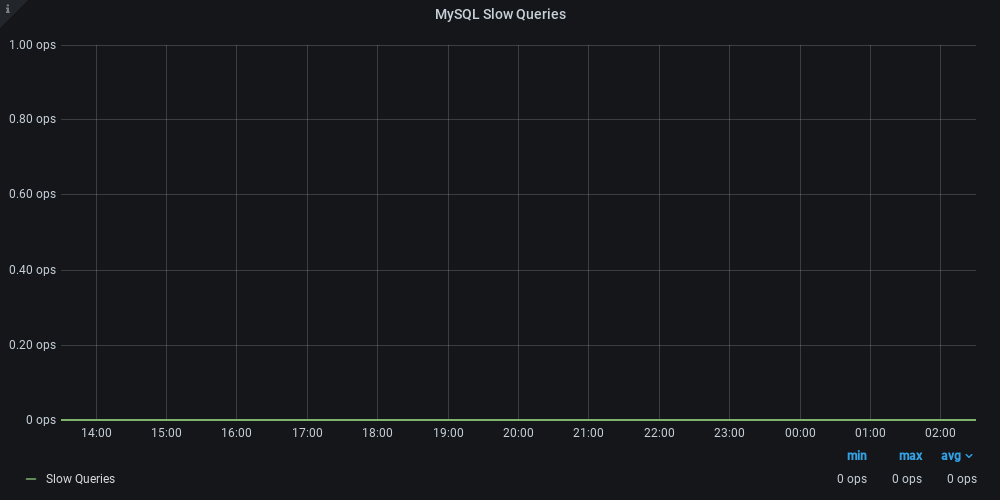 i
MySQL Slow Queries
1.00 ops
0.80 ops
0.60 ops
0.40 ops
0.20 ops
0 ops
14:00 15:00 16:00 17:00 18:00 19:00 20:00 21:00 22:00 23:00 00:00 01:00 02:00
min max avg
Slow Queries 0 ops 0 ops 0 ops